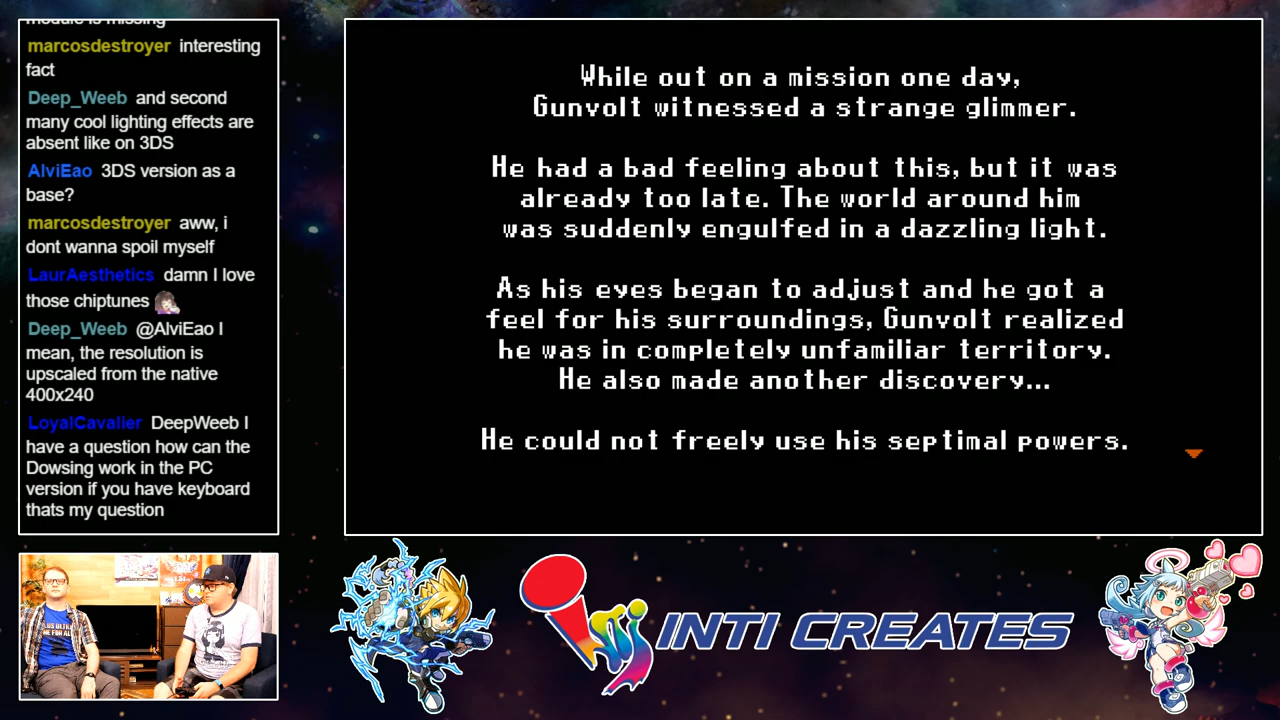 module is missing
marcosdestroyer interesting
fact
Deep_Weeb and second
many cool lighting effects are
absent like on 3DS
AlviEao 3DS version as a
base?
marcosdestroyer aww, i
dont wanna spoil myself
LaurAesthetics damn I love
those chiptunes
Deep_Weeb @AlviEao I
mean, the resolution is
upscaled from the native
400x240
LoyalCavalier DeepWeeb I
have a question how can the
Dowsing work in the PC
version if you have keyboard
thats my question
While out on a mission one day,
Gunvolt witnessed a strange glimmer.
He had a bad feeling about this, but it was
already too late. The world around him
was suddenly engulfed in a dazzling light.
As his eyes began to adjust and he got a
feel for his surroundings, Gunvolt realized
he was in completely unfamiliar territory.
He also made another discovery...
He could not freely use his septimal powers.
inti
INTI CREATES